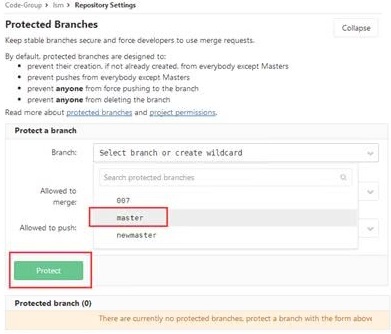 Code-Group > lsm > Repository Settings
Protected Branches
Collapse
Keep stable branches secure and force developers to use merge requests.
By default, protected branches are designed to:
prevent their creation, if not already created, from everybody except Masters
prevent pushes from everybody except Masters
prevent anyone from force pushing to the branch
prevent anyone from deleting the branch
Read more about protected branches and project permissions.
Protect a branch
Branch:
Select branch or create wildcard
Search protected branches
Allowed to
merge:
007
master
Allowed to push:
newmaster
Protect
Protected branch (0)
There are currently no protected branches, protect a branch with the form above